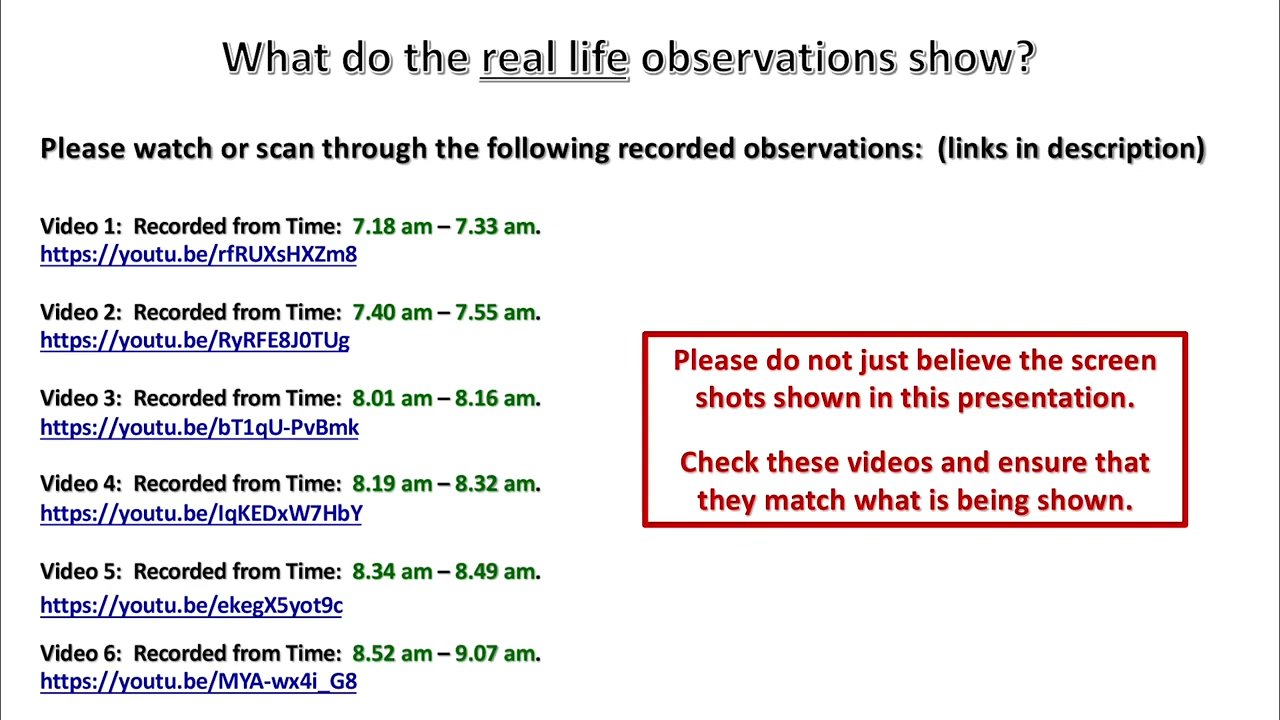 What do the real life observations show?
Please watch or scan through the following recorded observations:  (links in description)
Video 1:  Recorded from Time:  7.18 am – 7.33 am.
https://youtu.be/rfRUXsHXZm8
Video 2:  Recorded from Time:  7.40 am – 7.55 am.
https://youtu.be/RyRFE8J0TUg
Video 3:  Recorded from Time:  8.01 am – 8.16 am.
https://youtu.be/bT1qU-PvBmk
Video 4:  Recorded from Time:  8.19 am – 8.32 am.
https://youtu.be/IqKEDxW7HbY
Video 5:  Recorded from Time:  8.34 am – 8.49 am.
https://youtu.be/ekegX5yot9c
Video 6:  Recorded from Time:  8.52 am – 9.07 am.
https://youtu.be/MYA-wx4i_G8
Please do not just believe the screen
shots shown in this presentation.
Check these videos and ensure that
they match what is being shown.